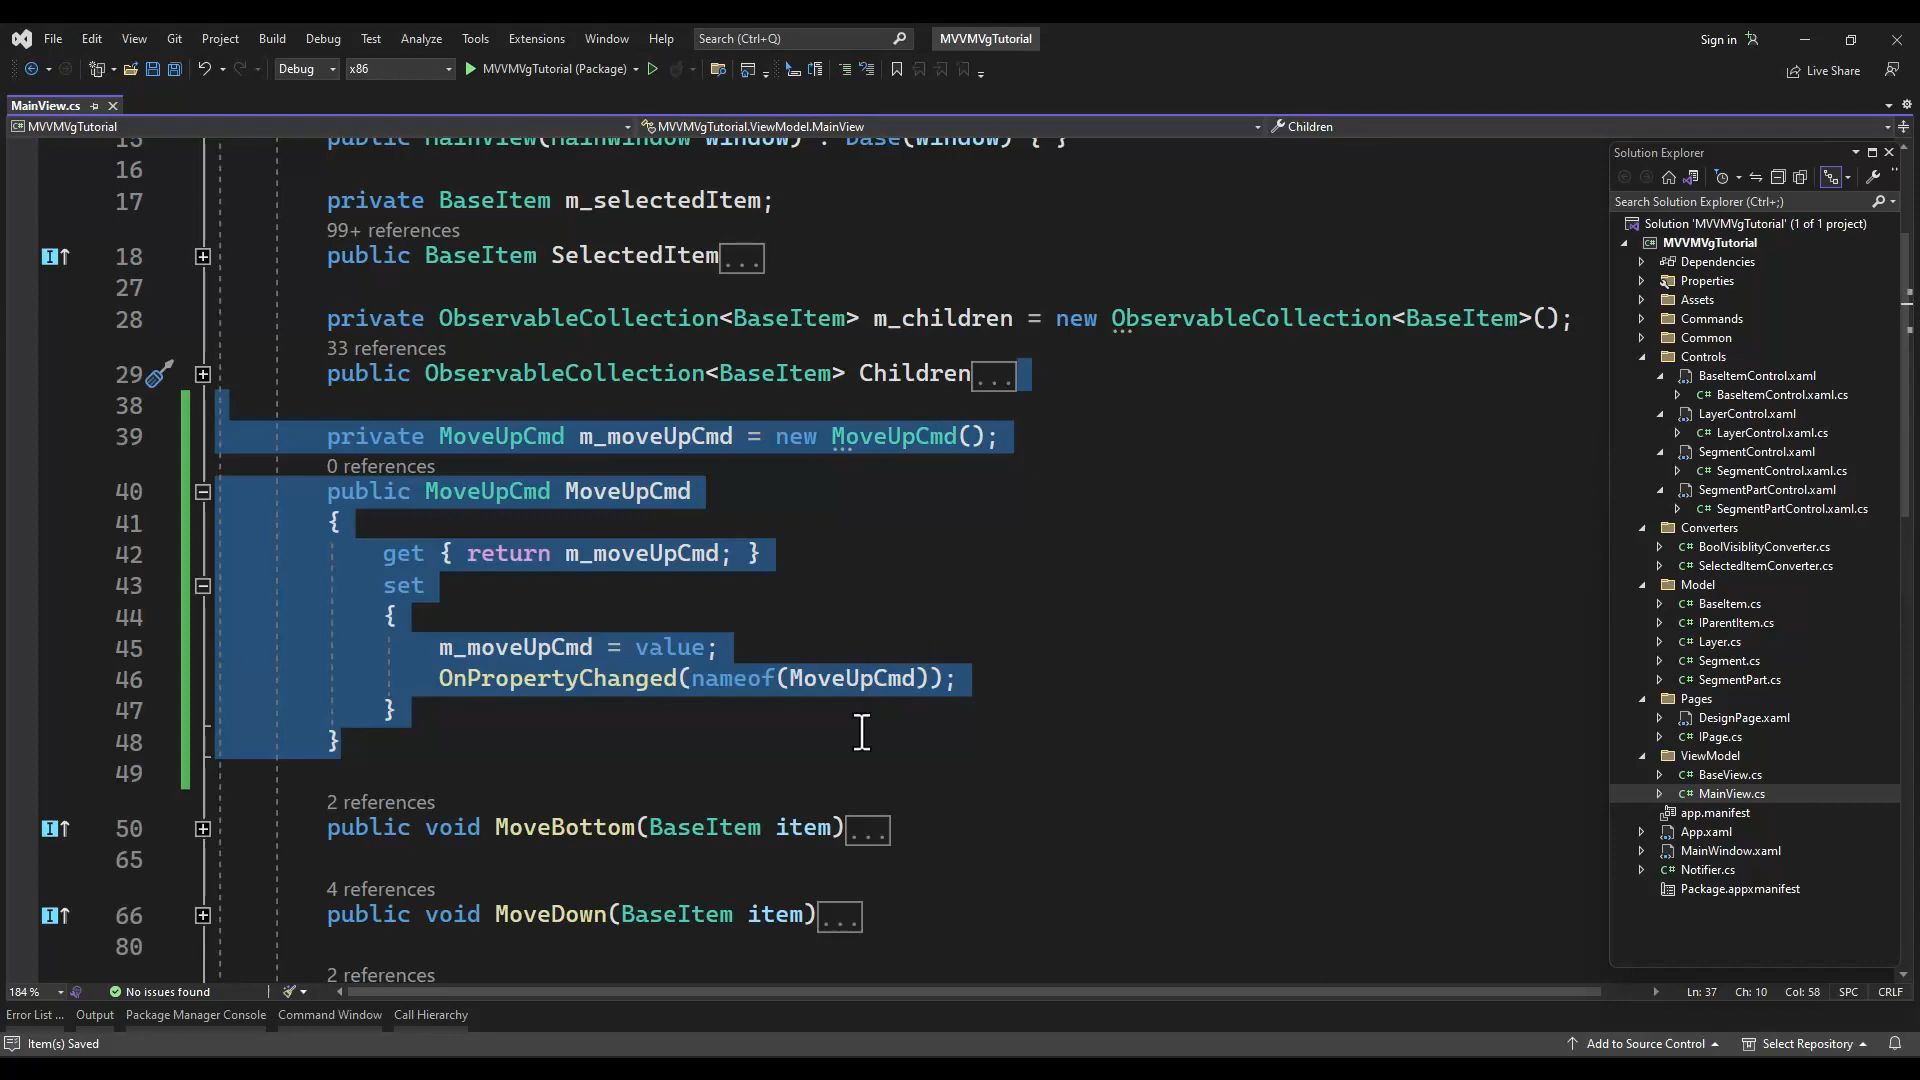 File Edit View Git Project Build Debug Test Analyze Tools Extensions Window Help Search (Ctrl+Q) MVVMVgTutorial Sign in
Debug x86 MVVMVgTutorial (Package) Live Share
MainView.cs
MVVMVgTutorial MVVMVgTutorial.ViewModel.MainView Children
15 public MainView(MainWindow window) : base(window) { }
16
17 private BaseItem m_selectedItem;
99+ references
18 public BaseItem SelectedItem...
27
28 private ObservableCollection<BaseItem> m_children = new ObservableCollection<BaseItem>();
33 references
29 public ObservableCollection<BaseItem> Children...
38
39 private MoveUpCmd m_moveUpCmd = new MoveUpCmd();
0 references
40 public MoveUpCmd MoveUpCmd
41 {
42 get { return m_moveUpCmd; }
43 set
44 {
45 m_moveUpCmd = value;
46 OnPropertyChanged(nameof(MoveUpCmd));
47 }
48 }
49
2 references
50 public void MoveBottom(BaseItem item)...
65
4 references
66 public void MoveDown(BaseItem item)...
80
2 references
184 % No issues found Ln: 37 Ch: 10 Col: 58 SPC CRLF
Error List ... Output Package Manager Console Command Window Call Hierarchy
Item(s) Saved Add to Source Control Select Repository
Solution Explorer
Search Solution Explorer (Ctrl+;)
Solution 'MVVMVgTutorial' (1 of 1 project)
C# MVVMVgTutorial
Dependencies
Properties
Assets
Commands
Common
Controls
BaseItemControl.xaml
C# BaseItemControl.xaml.cs
LayerControl.xaml
C# LayerControl.xaml.cs
SegmentControl.xaml
C# SegmentControl.xaml.cs
SegmentPartControl.xaml
C# SegmentPartControl.xaml.cs
Converters
C# BoolVisiblityConverter.cs
C# SelectedItemConverter.cs
Model
C# BaseItem.cs
C# IParentItem.cs
C# Layer.cs
C# Segment.cs
C# SegmentPart.cs
Pages
DesignPage.xaml
C# IPage.cs
ViewModel
C# BaseView.cs
C# MainView.cs
app.manifest
App.xaml
MainWindow.xaml
C# Notifier.cs
Package.appxmanifest